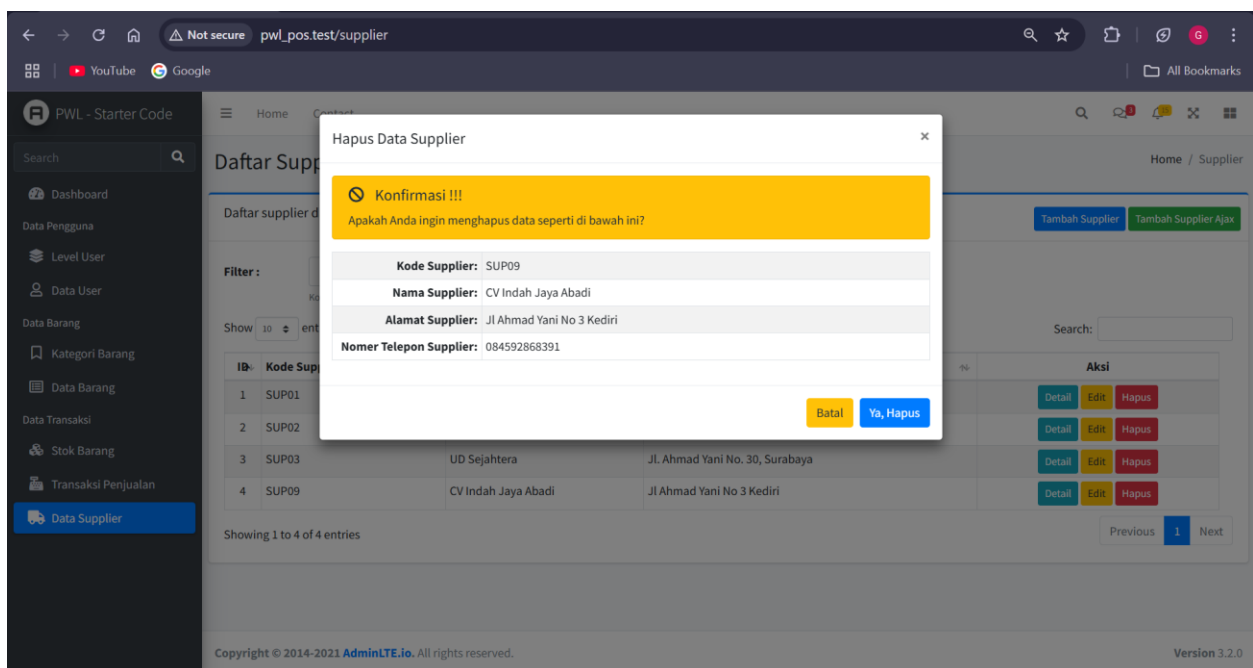 Not secure pwl_pos.test/supplier
G
YouTube Google All Bookmarks
PWL - Starter Code
Home Contact
Search
Dashboard
Data Pengguna
Level User
Data User
Data Barang
Kategori Barang
Data Barang
Data Transaksi
Stok Barang
Transaksi Penjualan
Data Supplier
Daftar Supp
Home / Supplier
Daftar supplier d
Tambah Supplier Tambah Supplier Ajax
Filter :
Show 10 ent
Search:
ID Kode Supp Aksi
1 SUP01 Detail Edit Hapus
2 SUP02 Detail Edit Hapus
3 SUP03 UD Sejahtera Jl. Ahmad Yani No. 30, Surabaya Detail Edit Hapus
4 SUP09 CV Indah Jaya Abadi Jl Ahmad Yani No 3 Kediri Detail Edit Hapus
Showing 1 to 4 of 4 entries
Previous 1 Next
Hapus Data Supplier ×
Konfirmasi !!!
Apakah Anda ingin menghapus data seperti di bawah ini?
Kode Supplier: SUP09
Nama Supplier: CV Indah Jaya Abadi
Alamat Supplier: Jl Ahmad Yani No 3 Kediri
Nomer Telepon Supplier: 084592868391
Batal Ya, Hapus
Copyright © 2014-2021 AdminLTE.io. All rights reserved.
Version 3.2.0